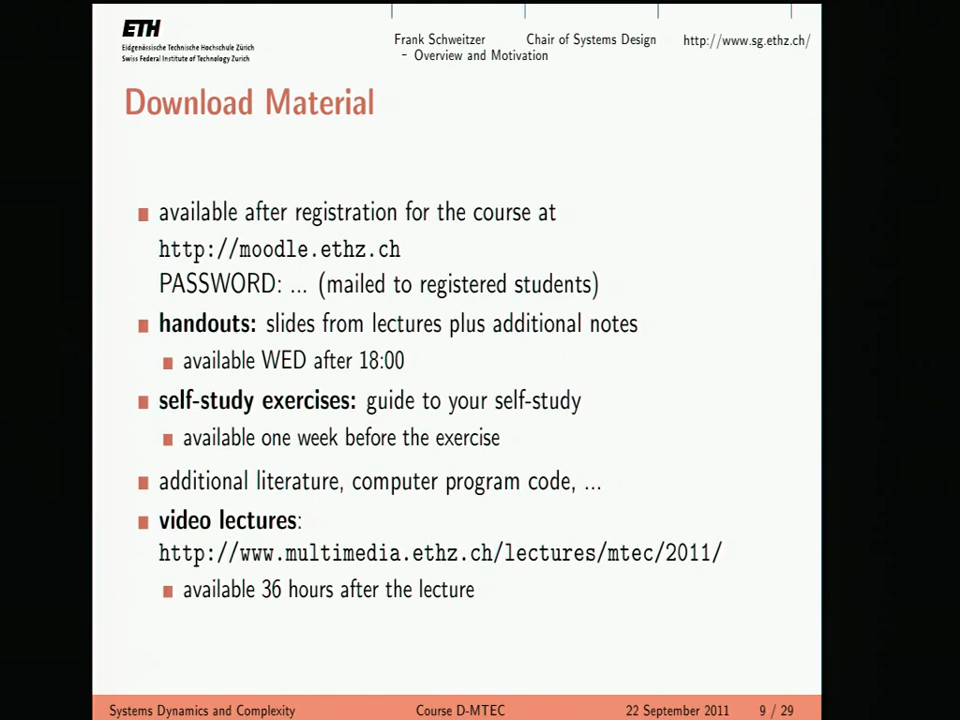 ETH
Eidgenössische Technische Hochschule Zürich
Swiss Federal Institute of Technology Zurich
Frank Schweitzer Chair of Systems Design http://www.sg.ethz.ch/
– Overview and Motivation
Download Material
available after registration for the course at
http://moodle.ethz.ch
PASSWORD: ... (mailed to registered students)
handouts: slides from lectures plus additional notes
available WED after 18:00
self-study exercises: guide to your self-study
available one week before the exercise
additional literature, computer program code, ...
video lectures:
http://www.multimedia.ethz.ch/lectures/mtec/2011/
available 36 hours after the lecture
Systems Dynamics and Complexity Course D-MTEC 22 September 2011 9 / 29